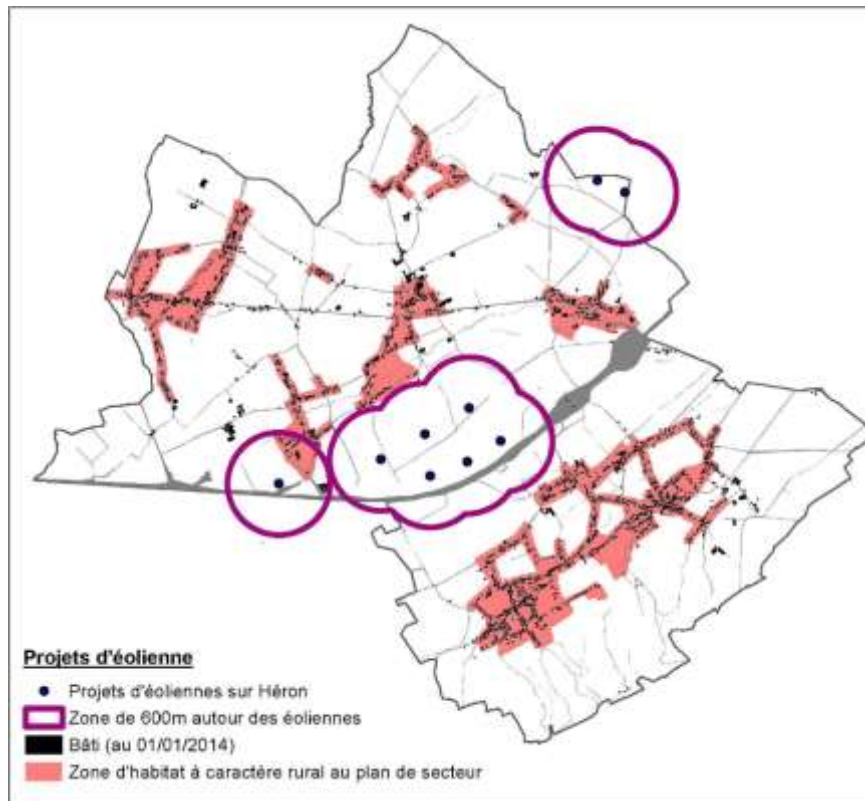 Projets d'éolienne
Projets d'éoliennes sur Héron
Zone de 600m autour des éoliennes
Bâti (au 01/01/2014)
Zone d'habitat à caractère rural au plan de secteur